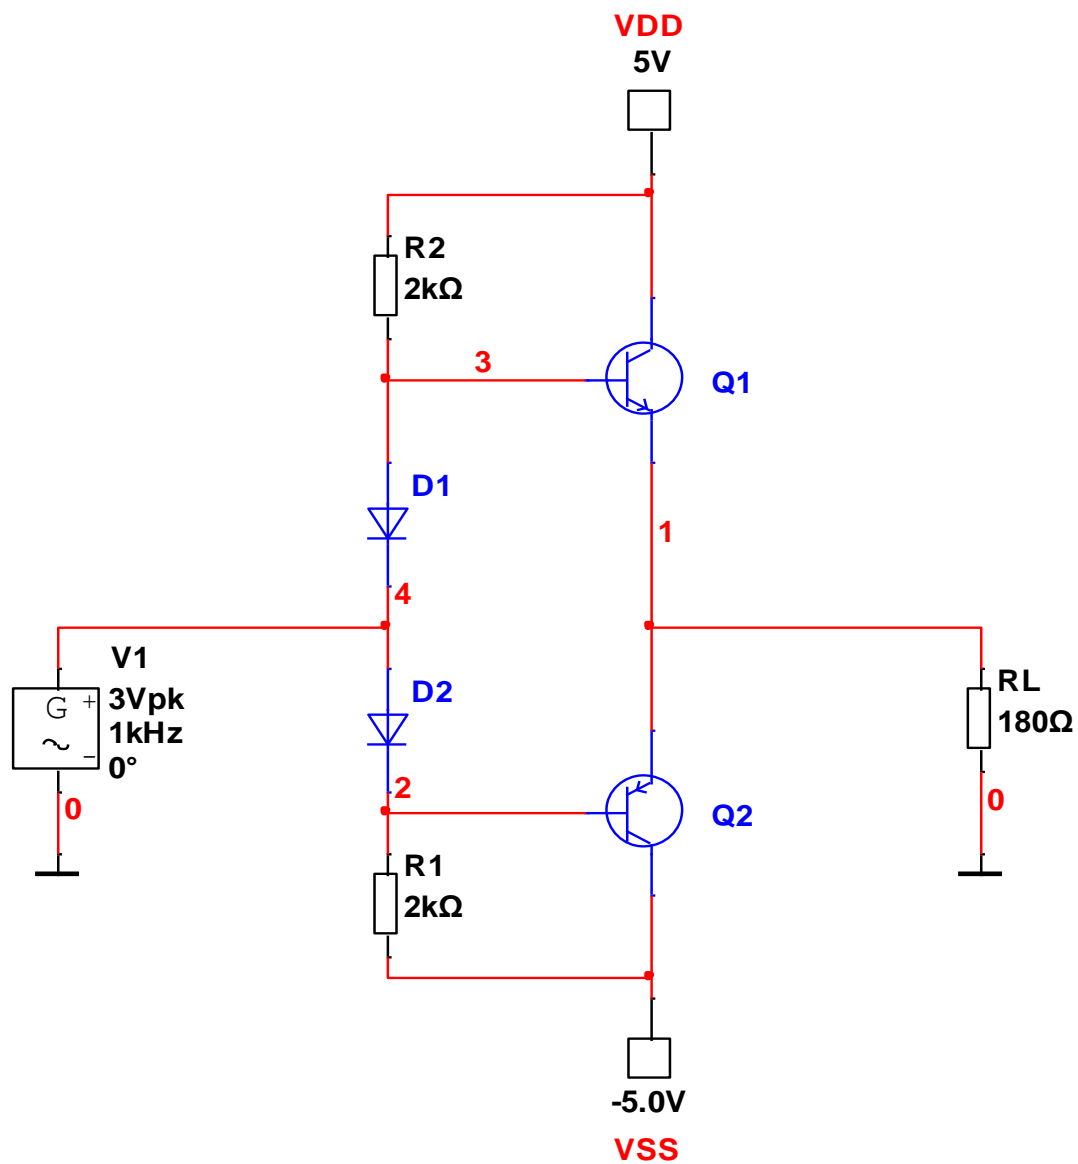 VDD
5V
R2
2kΩ
3
Q1
D1
1
4
V1
3Vpk
1kHz
0°
G
+
−
0
D2
RL
180Ω
0
2
Q2
R1
2kΩ
-5.0V
VSS